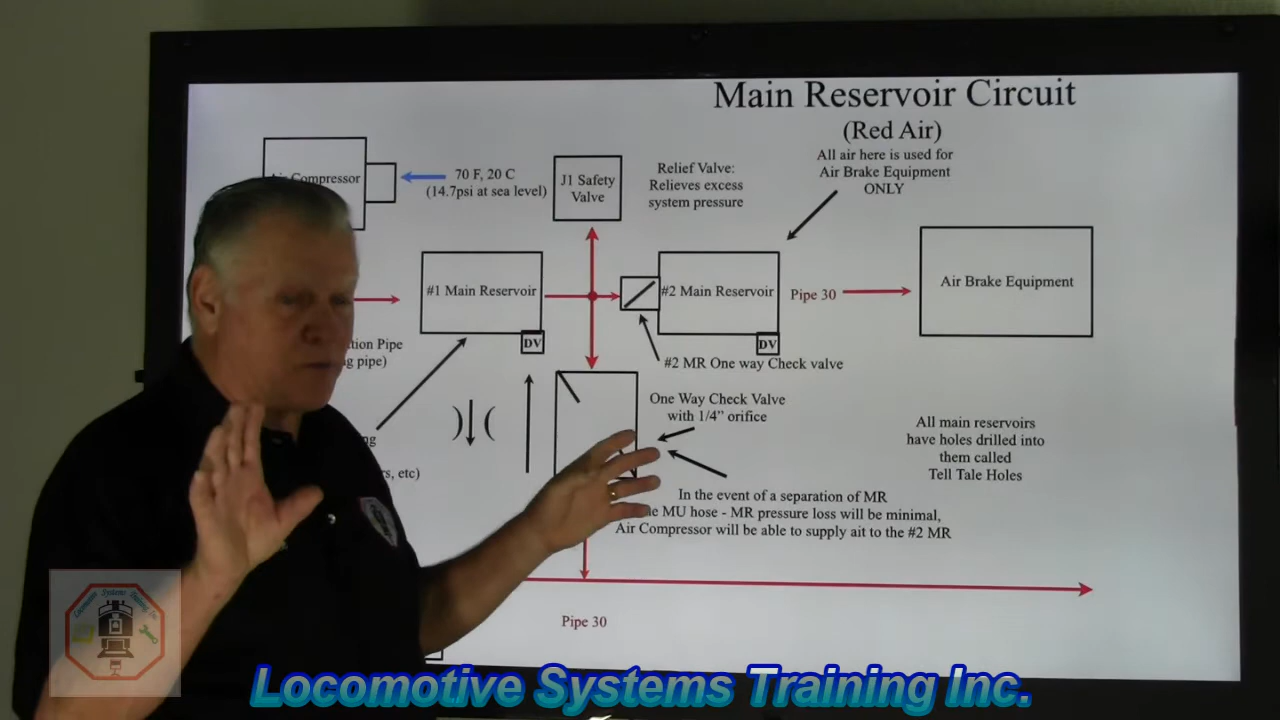 Main Reservoir Circuit
(Red Air)
All air here is used for
Air Brake Equipment
ONLY
Compressor
70 F, 20 C
(14.7psi at sea level)
J1 Safety
Valve
Relief Valve:
Relieves excess
system pressure
#1 Main Reservoir
#2 Main Reservoir
Pipe 30
Air Brake Equipment
DV
DV
Pipe
pipe)
#2 MR One way Check valve
One Way Check Valve
with 1/4” orifice
)
(
etc)
All main reservoirs
have holes drilled into
them called
Tell Tale Holes
In the event of a separation of MR
MU hose - MR pressure loss will be minimal,
Air Compressor will be able to supply ait to the #2 MR
Pipe 30
Locomotive Systems Training Inc.
Locomotive Systems Training Inc.